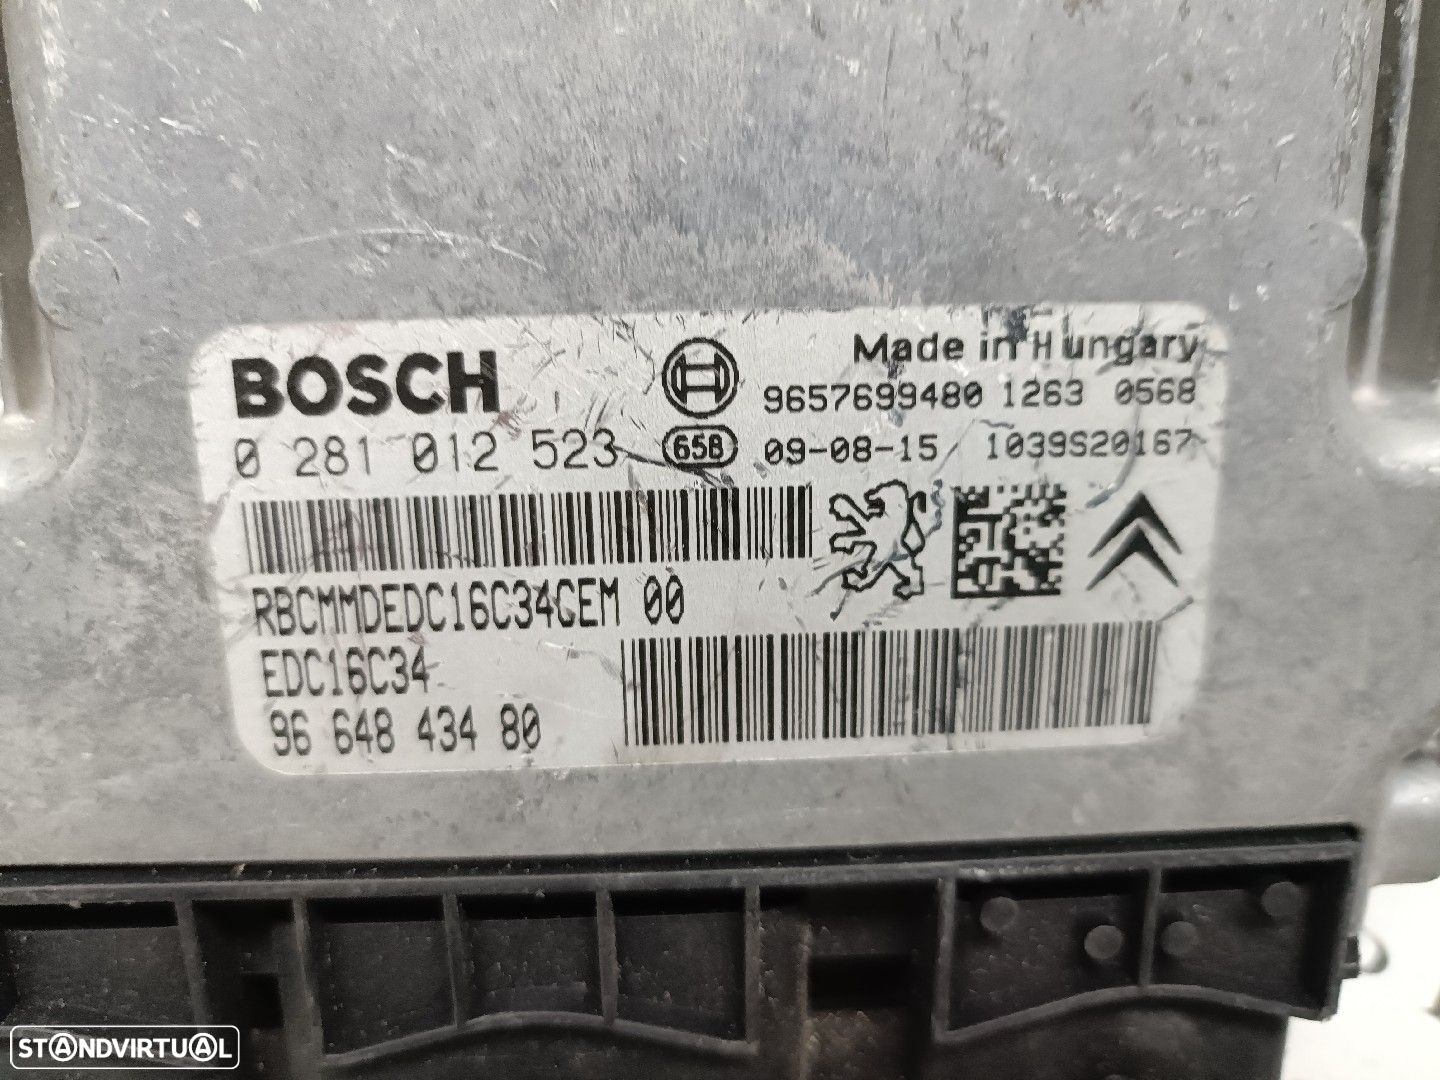 BOSCH
Made in Hungary
9657699480 1263 0568
0 281 012 523
65B
09-08-15 1039S20167
RBCMMDEDC16C34CEM 00
EDC16C34
96 648 434 80
STANDVIRTUAL